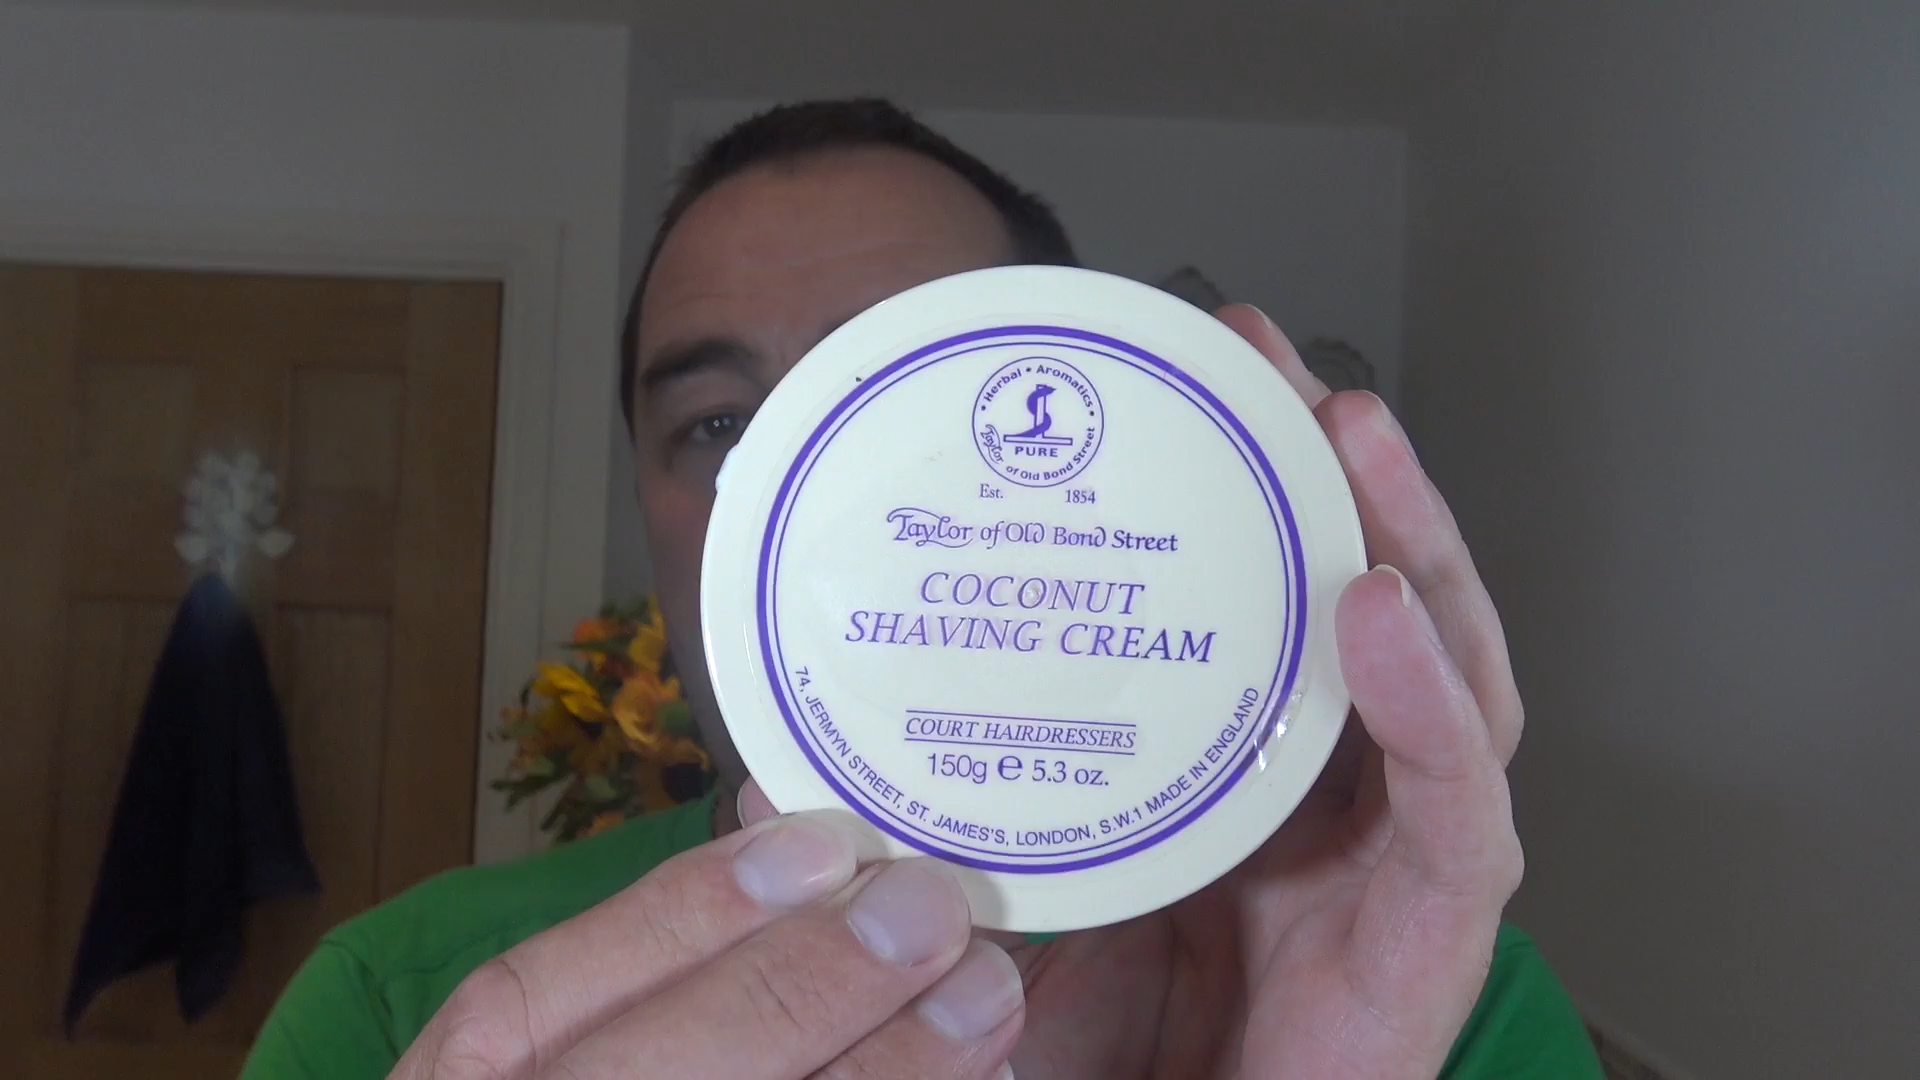 Herbal • Aromatics
PURE
Taylor of Old Bond Street
Est. 1854
Taylor of Old Bond Street
COCONUT
SHAVING CREAM
COURT HAIRDRESSERS
150g e 5.3 oz.
74, JERMYN STREET, ST. JAMES'S, LONDON, S.W.1 MADE IN ENGLAND